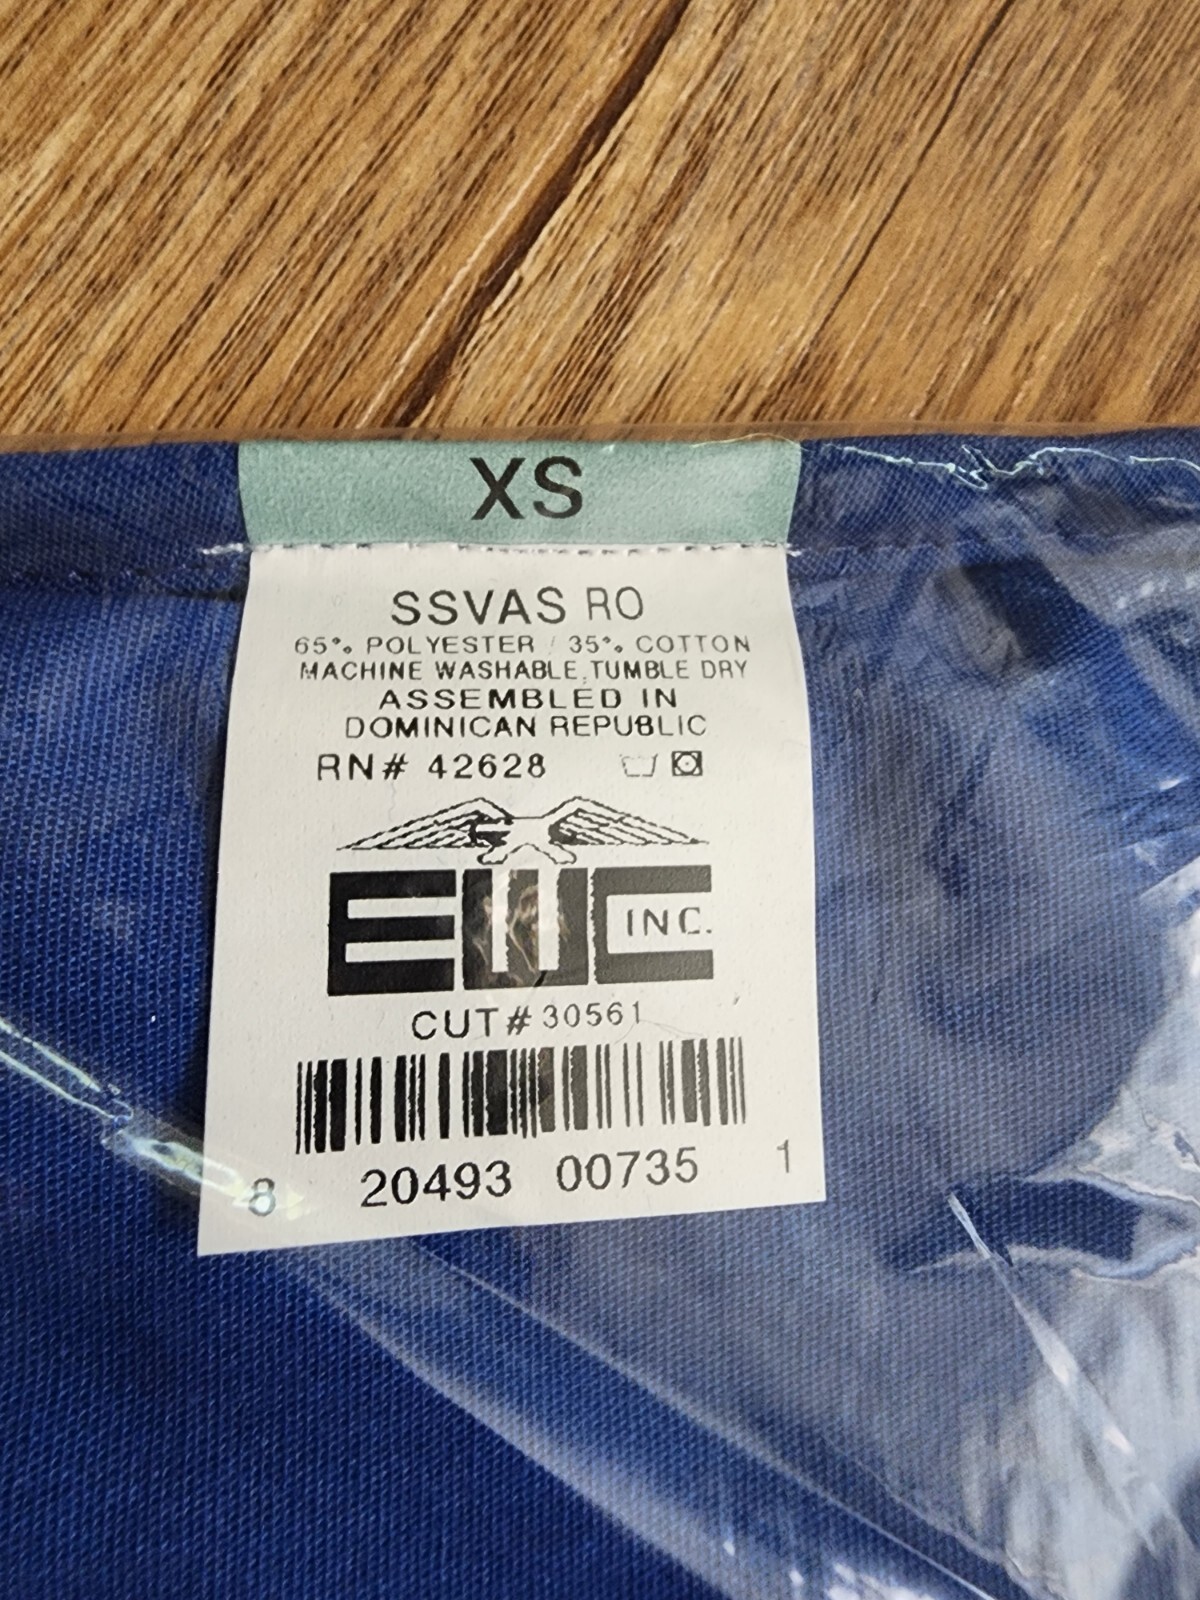 XS
SSVAS RO
65% POLYESTER / 35% COTTON
MACHINE WASHABLE, TUMBLE DRY
ASSEMBLED IN
DOMINICAN REPUBLIC
RN# 42628
EWC INC.
CUT# 30561
8 20493 00735 1